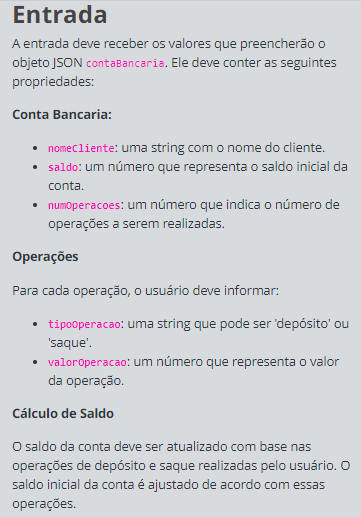 Entrada
A entrada deve receber os valores que preencherão o
objeto JSON contaBancaria. Ele deve conter as seguintes
propriedades:
Conta Bancaria:
• nomeCliente: uma string com o nome do cliente.
• saldo: um número que representa o saldo inicial da
conta.
• numOperacoes: um número que indica o número de
operações a serem realizadas.
Operações
Para cada operação, o usuário deve informar:
• tipoOperacao: uma string que pode ser 'depósito' ou
'saque'.
• valorOperacao: um número que representa o valor
da operação.
Cálculo de Saldo
O saldo da conta deve ser atualizado com base nas
operações de depósito e saque realizadas pelo usuário. O
saldo inicial da conta é ajustado de acordo com essas
operações.